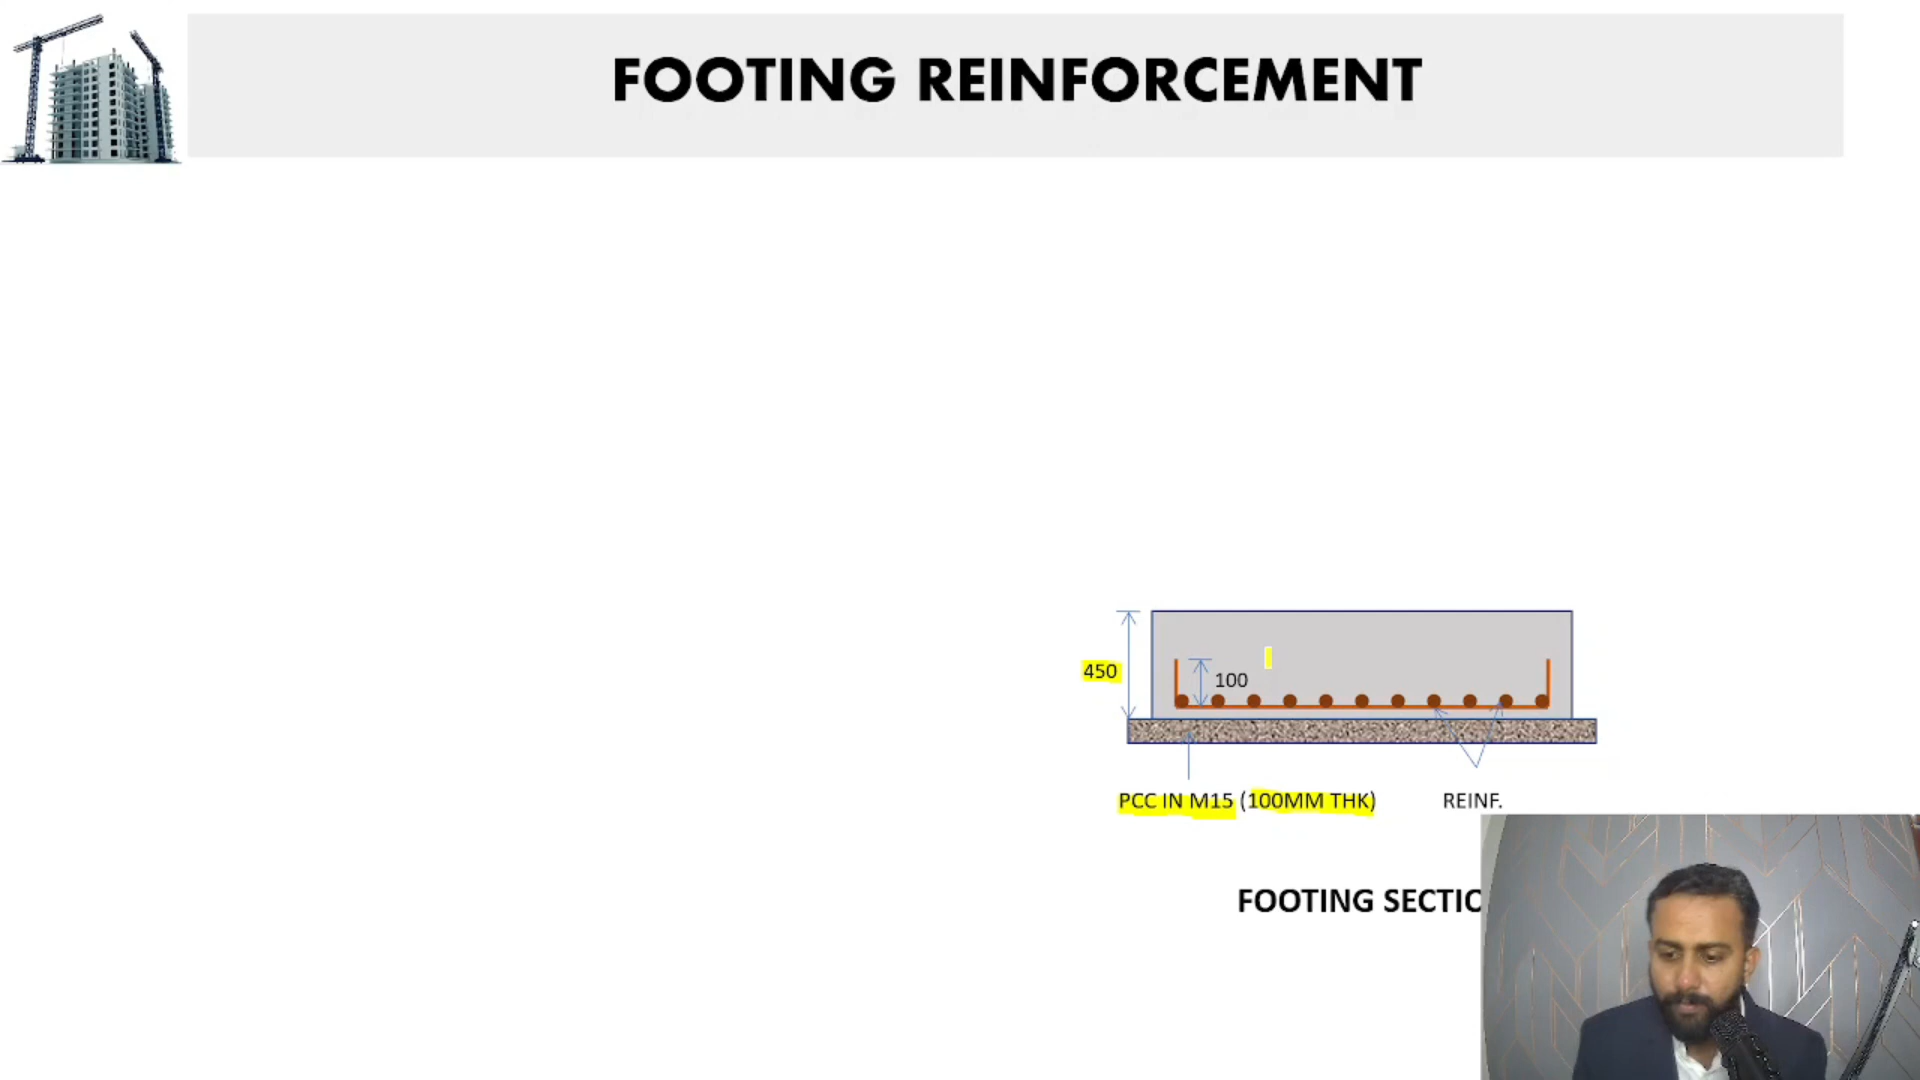 FOOTING REINFORCEMENT
450
100
PCC IN M15 (100MM THK)
REINF.
FOOTING SECTIO